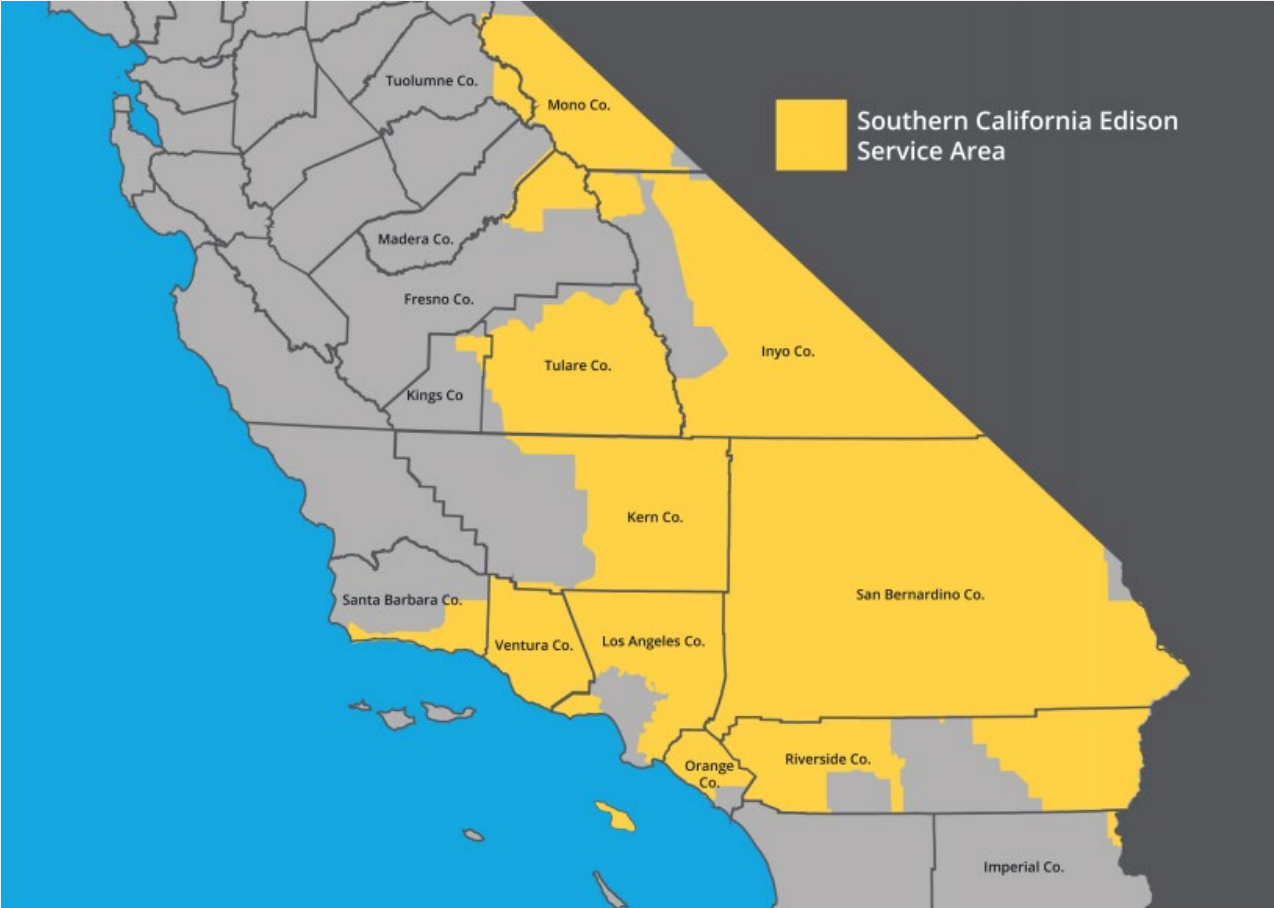 Tuolumne Co.
Mono Co.
Southern California Edison
Service Area
Madera Co.
Fresno Co.
Inyo Co.
Tulare Co.
Kings Co
Kern Co.
San Bernardino Co.
Santa Barbara Co.
Ventura Co.
Los Angeles Co.
Riverside Co.
Orange
Co.
Imperial Co.